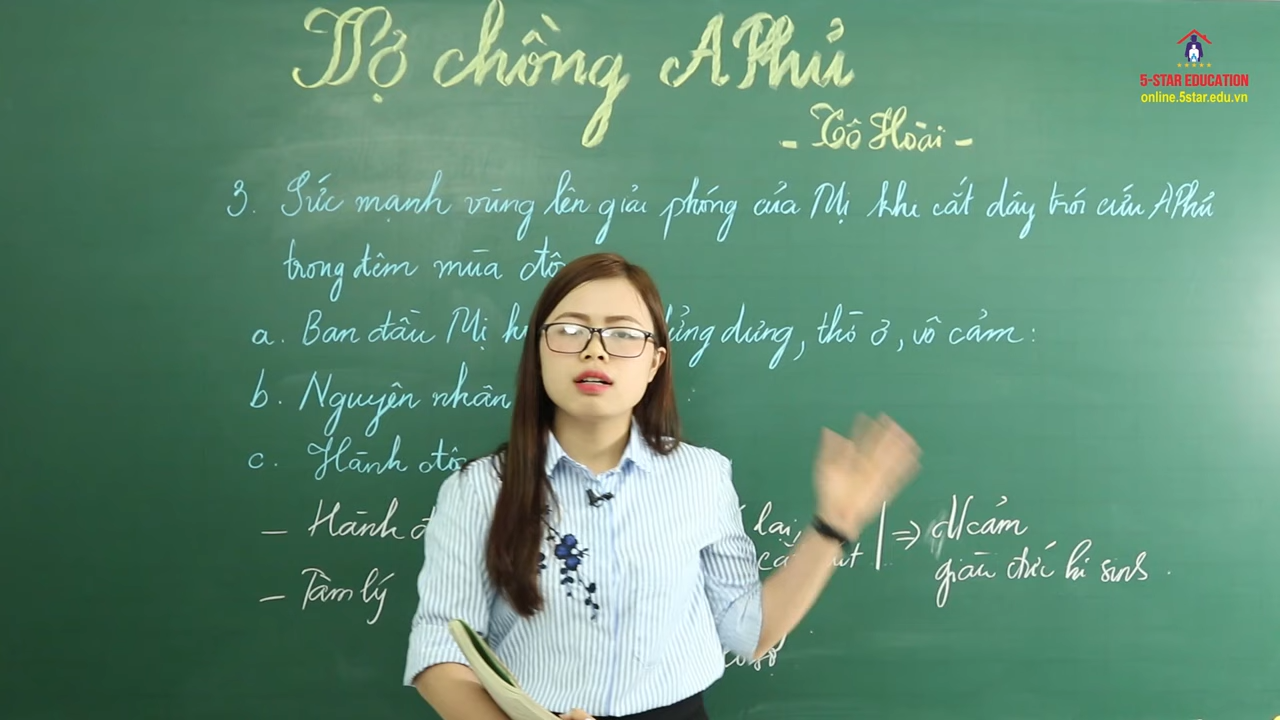 Vợ chồng A Phủ
- Tô Hoài -
5-STAR EDUCATION
online.5star.edu.vn
3. Sức mạnh vùng lên giải phóng của Mị khi cắt dây trói cứu A Phủ
trong đêm mùa đô
a. Ban đầu Mị ửng dưng, thờ ơ, vô cảm:
b. Nguyên nhân
c. Hành độ
- Hành đ lại, => dũng cảm
giàu đức hi sinh.
- Tâm lý